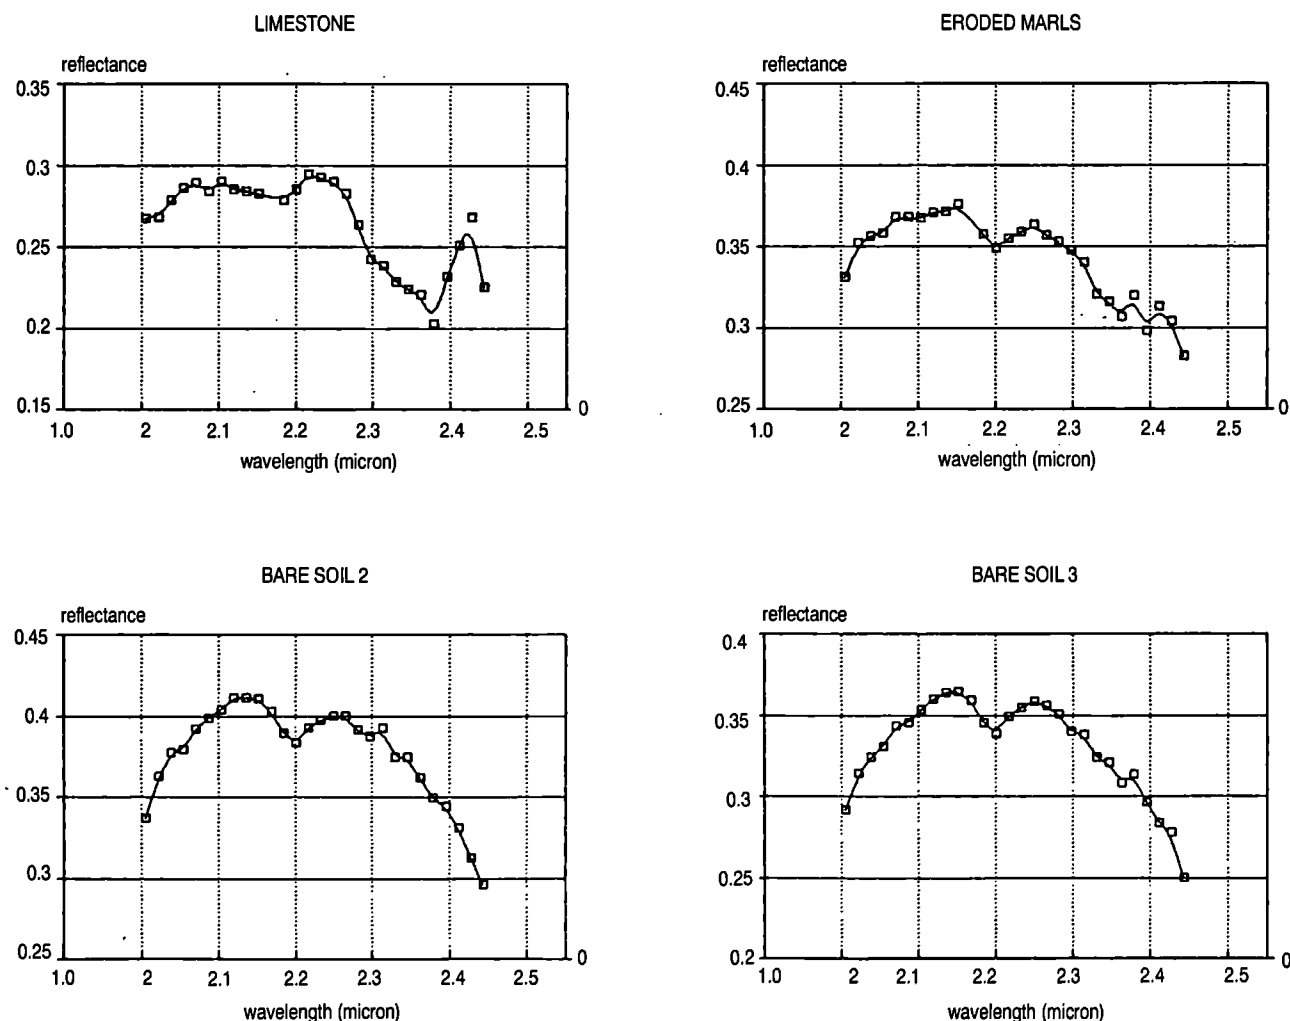 LIMESTONE
reflectance
0.35
0.3
0.25
0.2
0.15
0
1.0 2 2.1 2.2 2.3 2.4 2.5
wavelength (micron)
ERODED MARLS
reflectance
0.45
0.4
0.35
0.3
0.25
0
1.0 2 2.1 2.2 2.3 2.4 2.5
wavelength (micron)
BARE SOIL 2
reflectance
0.45
0.4
0.35
0.3
0.25
0
1.0 2 2.1 2.2 2.3 2.4 2.5
wavelength (micron)
BARE SOIL 3
reflectance
0.4
0.35
0.3
0.25
0.2
0
1.0 2 2.1 2.2 2.3 2.4 2.5
wavelength (micron)